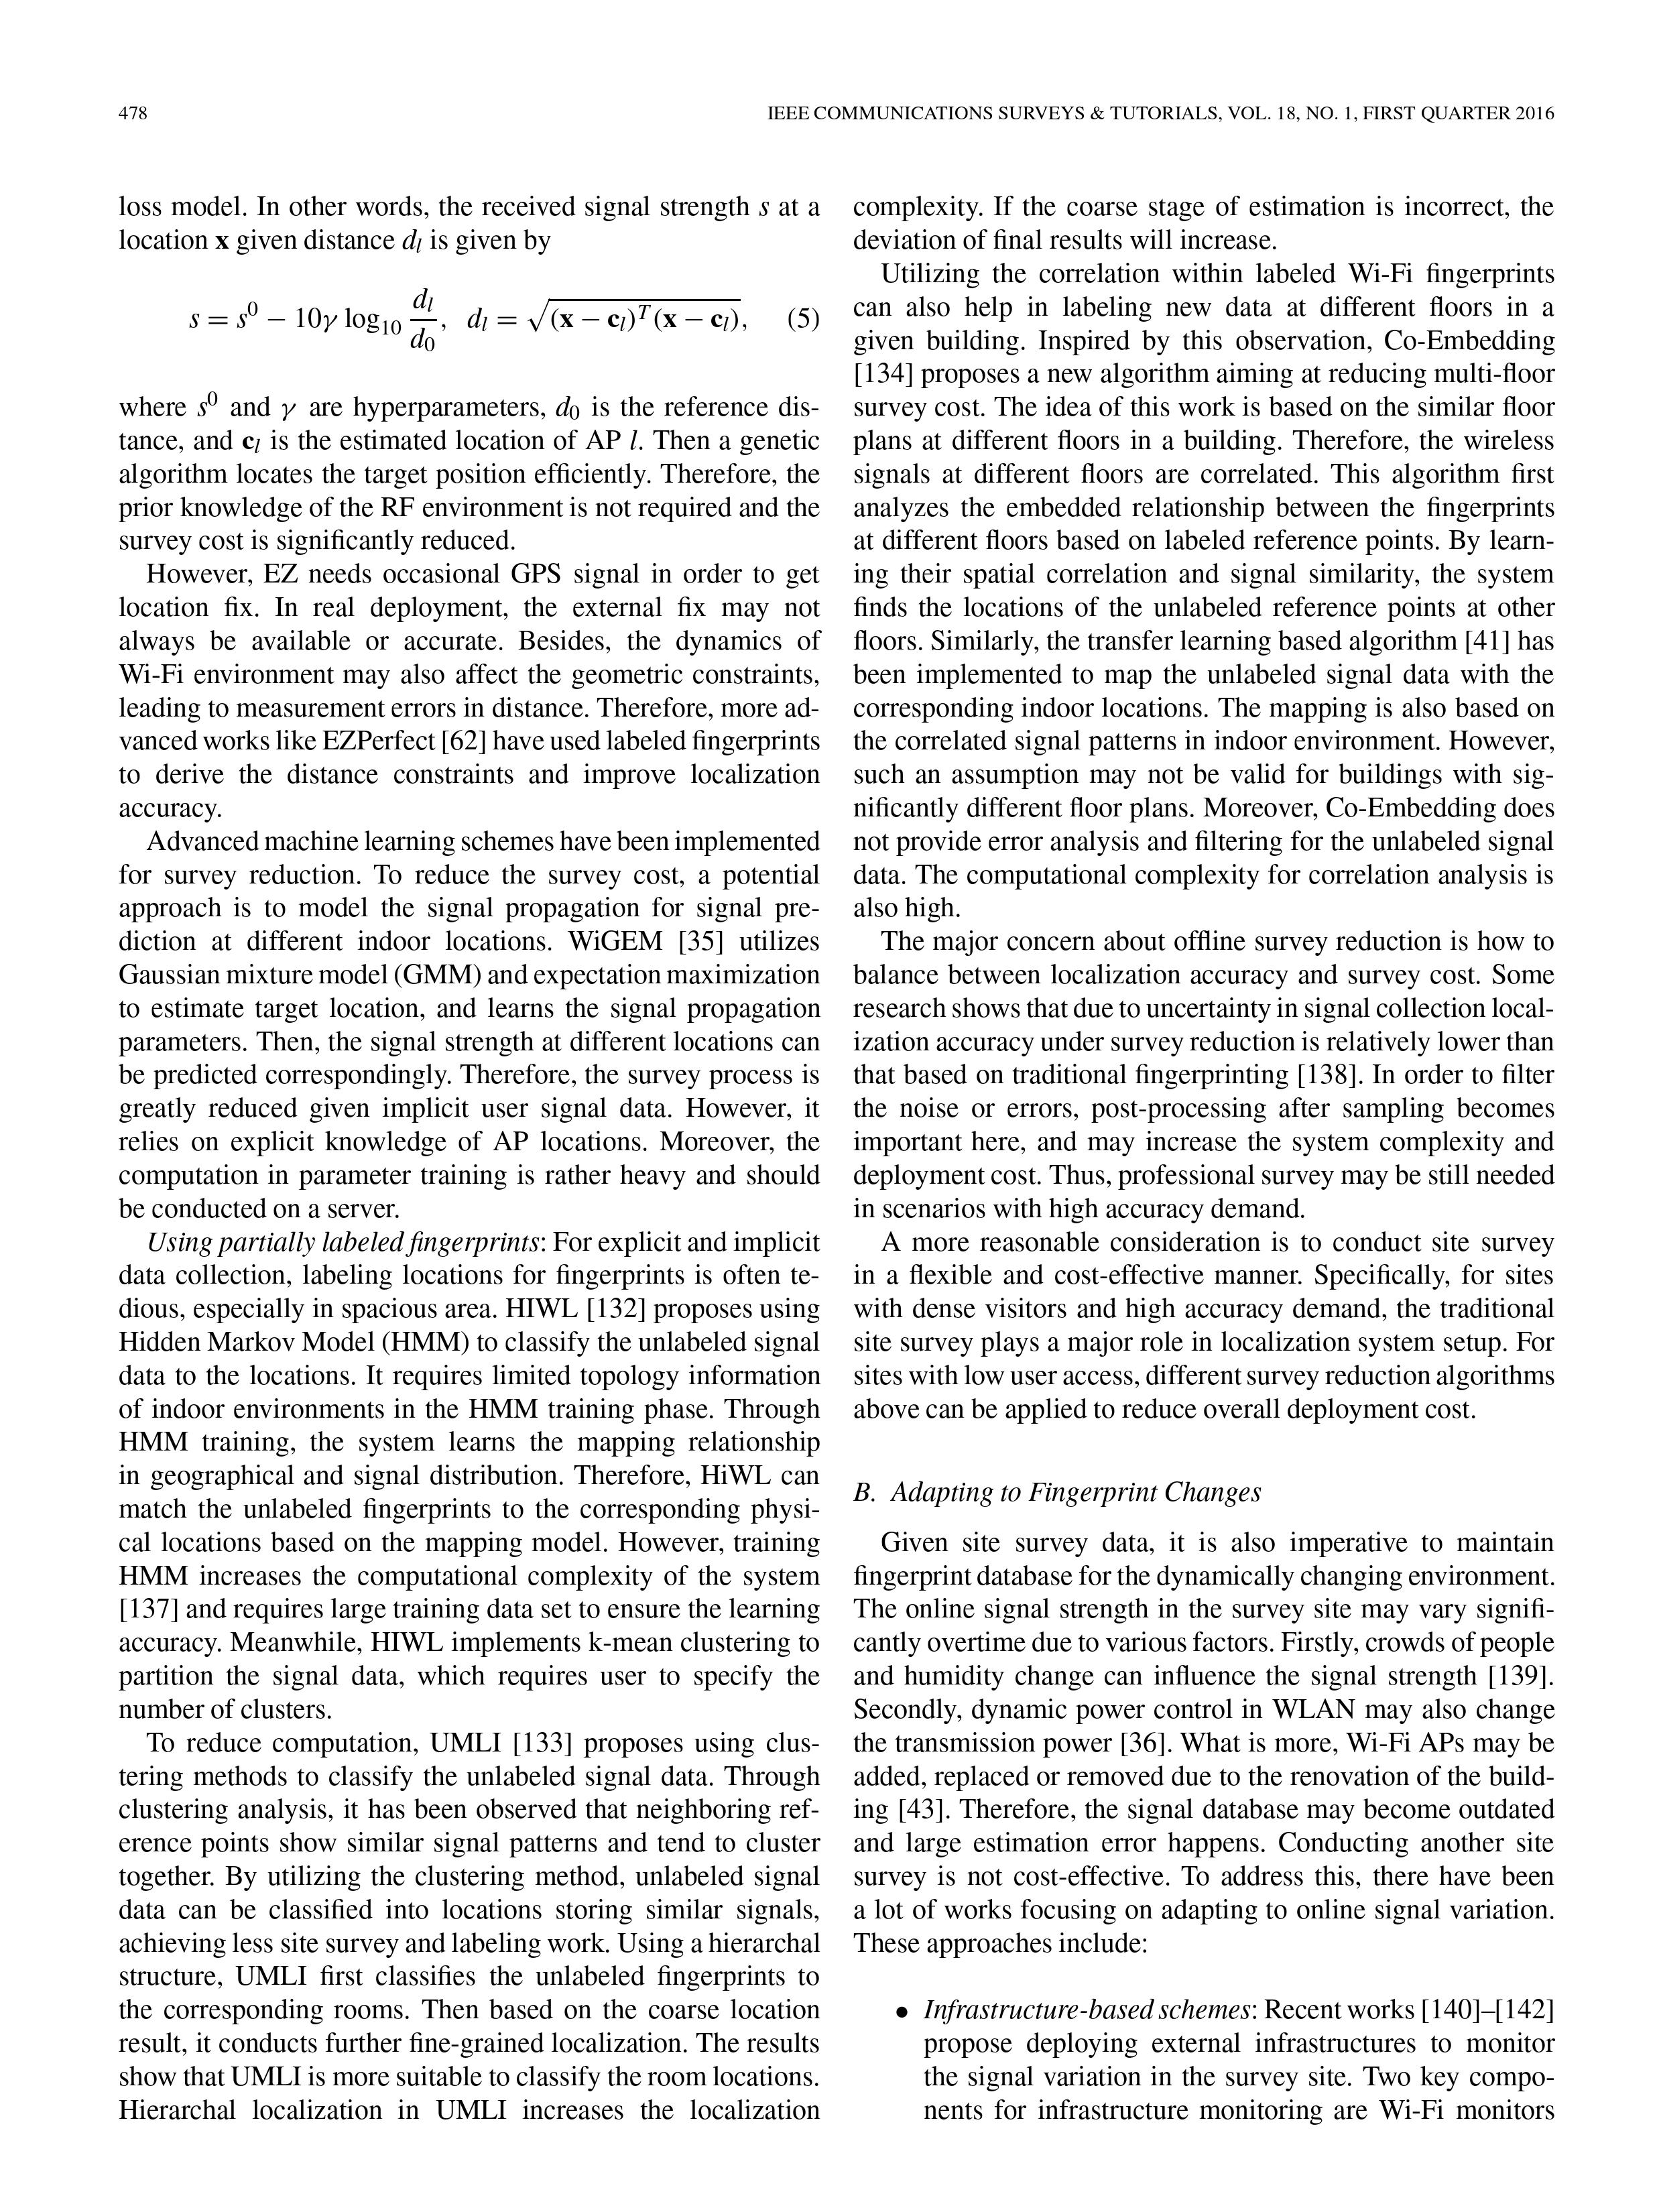 478
IEEE COMMUNICATIONS SURVEYS & TUTORIALS, VOL. 18, NO. 1, FIRST QUARTER 2016
loss model. In other words, the received signal strength s at a
location x given distance d_l is given by
s = s^0 − 10γ log_10 d_l/d_0, d_l = √((x − c_l)^T(x − c_l)), (5)
where s^0 and γ are hyperparameters, d_0 is the reference dis-
tance, and c_l is the estimated location of AP l. Then a genetic
algorithm locates the target position efficiently. Therefore, the
prior knowledge of the RF environment is not required and the
survey cost is significantly reduced.
However, EZ needs occasional GPS signal in order to get
location fix. In real deployment, the external fix may not
always be available or accurate. Besides, the dynamics of
Wi-Fi environment may also affect the geometric constraints,
leading to measurement errors in distance. Therefore, more ad-
vanced works like EZPerfect [62] have used labeled fingerprints
to derive the distance constraints and improve localization
accuracy.
Advanced machine learning schemes have been implemented
for survey reduction. To reduce the survey cost, a potential
approach is to model the signal propagation for signal pre-
diction at different indoor locations. WiGEM [35] utilizes
Gaussian mixture model (GMM) and expectation maximization
to estimate target location, and learns the signal propagation
parameters. Then, the signal strength at different locations can
be predicted correspondingly. Therefore, the survey process is
greatly reduced given implicit user signal data. However, it
relies on explicit knowledge of AP locations. Moreover, the
computation in parameter training is rather heavy and should
be conducted on a server.
Using partially labeled fingerprints: For explicit and implicit
data collection, labeling locations for fingerprints is often te-
dious, especially in spacious area. HIWL [132] proposes using
Hidden Markov Model (HMM) to classify the unlabeled signal
data to the locations. It requires limited topology information
of indoor environments in the HMM training phase. Through
HMM training, the system learns the mapping relationship
in geographical and signal distribution. Therefore, HiWL can
match the unlabeled fingerprints to the corresponding physi-
cal locations based on the mapping model. However, training
HMM increases the computational complexity of the system
[137] and requires large training data set to ensure the learning
accuracy. Meanwhile, HIWL implements k-mean clustering to
partition the signal data, which requires user to specify the
number of clusters.
To reduce computation, UMLI [133] proposes using clus-
tering methods to classify the unlabeled signal data. Through
clustering analysis, it has been observed that neighboring ref-
erence points show similar signal patterns and tend to cluster
together. By utilizing the clustering method, unlabeled signal
data can be classified into locations storing similar signals,
achieving less site survey and labeling work. Using a hierarchal
structure, UMLI first classifies the unlabeled fingerprints to
the corresponding rooms. Then based on the coarse location
result, it conducts further fine-grained localization. The results
show that UMLI is more suitable to classify the room locations.
Hierarchal localization in UMLI increases the localization
complexity. If the coarse stage of estimation is incorrect, the
deviation of final results will increase.
Utilizing the correlation within labeled Wi-Fi fingerprints
can also help in labeling new data at different floors in a
given building. Inspired by this observation, Co-Embedding
[134] proposes a new algorithm aiming at reducing multi-floor
survey cost. The idea of this work is based on the similar floor
plans at different floors in a building. Therefore, the wireless
signals at different floors are correlated. This algorithm first
analyzes the embedded relationship between the fingerprints
at different floors based on labeled reference points. By learn-
ing their spatial correlation and signal similarity, the system
finds the locations of the unlabeled reference points at other
floors. Similarly, the transfer learning based algorithm [41] has
been implemented to map the unlabeled signal data with the
corresponding indoor locations. The mapping is also based on
the correlated signal patterns in indoor environment. However,
such an assumption may not be valid for buildings with sig-
nificantly different floor plans. Moreover, Co-Embedding does
not provide error analysis and filtering for the unlabeled signal
data. The computational complexity for correlation analysis is
also high.
The major concern about offline survey reduction is how to
balance between localization accuracy and survey cost. Some
research shows that due to uncertainty in signal collection local-
ization accuracy under survey reduction is relatively lower than
that based on traditional fingerprinting [138]. In order to filter
the noise or errors, post-processing after sampling becomes
important here, and may increase the system complexity and
deployment cost. Thus, professional survey may be still needed
in scenarios with high accuracy demand.
A more reasonable consideration is to conduct site survey
in a flexible and cost-effective manner. Specifically, for sites
with dense visitors and high accuracy demand, the traditional
site survey plays a major role in localization system setup. For
sites with low user access, different survey reduction algorithms
above can be applied to reduce overall deployment cost.
B. Adapting to Fingerprint Changes
Given site survey data, it is also imperative to maintain
fingerprint database for the dynamically changing environment.
The online signal strength in the survey site may vary signifi-
cantly overtime due to various factors. Firstly, crowds of people
and humidity change can influence the signal strength [139].
Secondly, dynamic power control in WLAN may also change
the transmission power [36]. What is more, Wi-Fi APs may be
added, replaced or removed due to the renovation of the build-
ing [43]. Therefore, the signal database may become outdated
and large estimation error happens. Conducting another site
survey is not cost-effective. To address this, there have been
a lot of works focusing on adapting to online signal variation.
These approaches include:
• Infrastructure-based schemes: Recent works [140]–[142]
propose deploying external infrastructures to monitor
the signal variation in the survey site. Two key compo-
nents for infrastructure monitoring are Wi-Fi monitors